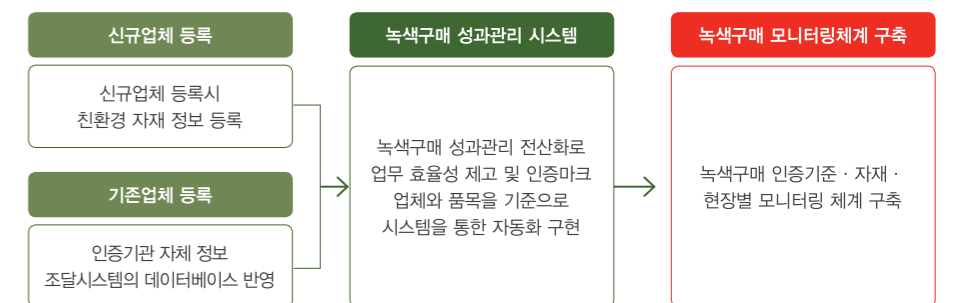 신규업체 등록
신규업체 등록시
친환경 자재 정보 등록
기존업체 등록
인증기관 자체 정보
조달시스템의 데이터베이스 반영
녹색구매 성과관리 시스템
녹색구매 성과관리 전산화로
업무 효율성 제고 및 인증마크
업체와 품목을 기준으로
시스템을 통한 자동화 구현
녹색구매 모니터링체계 구축
녹색구매 인증기준 · 자재 ·
현장별 모니터링 체계 구축